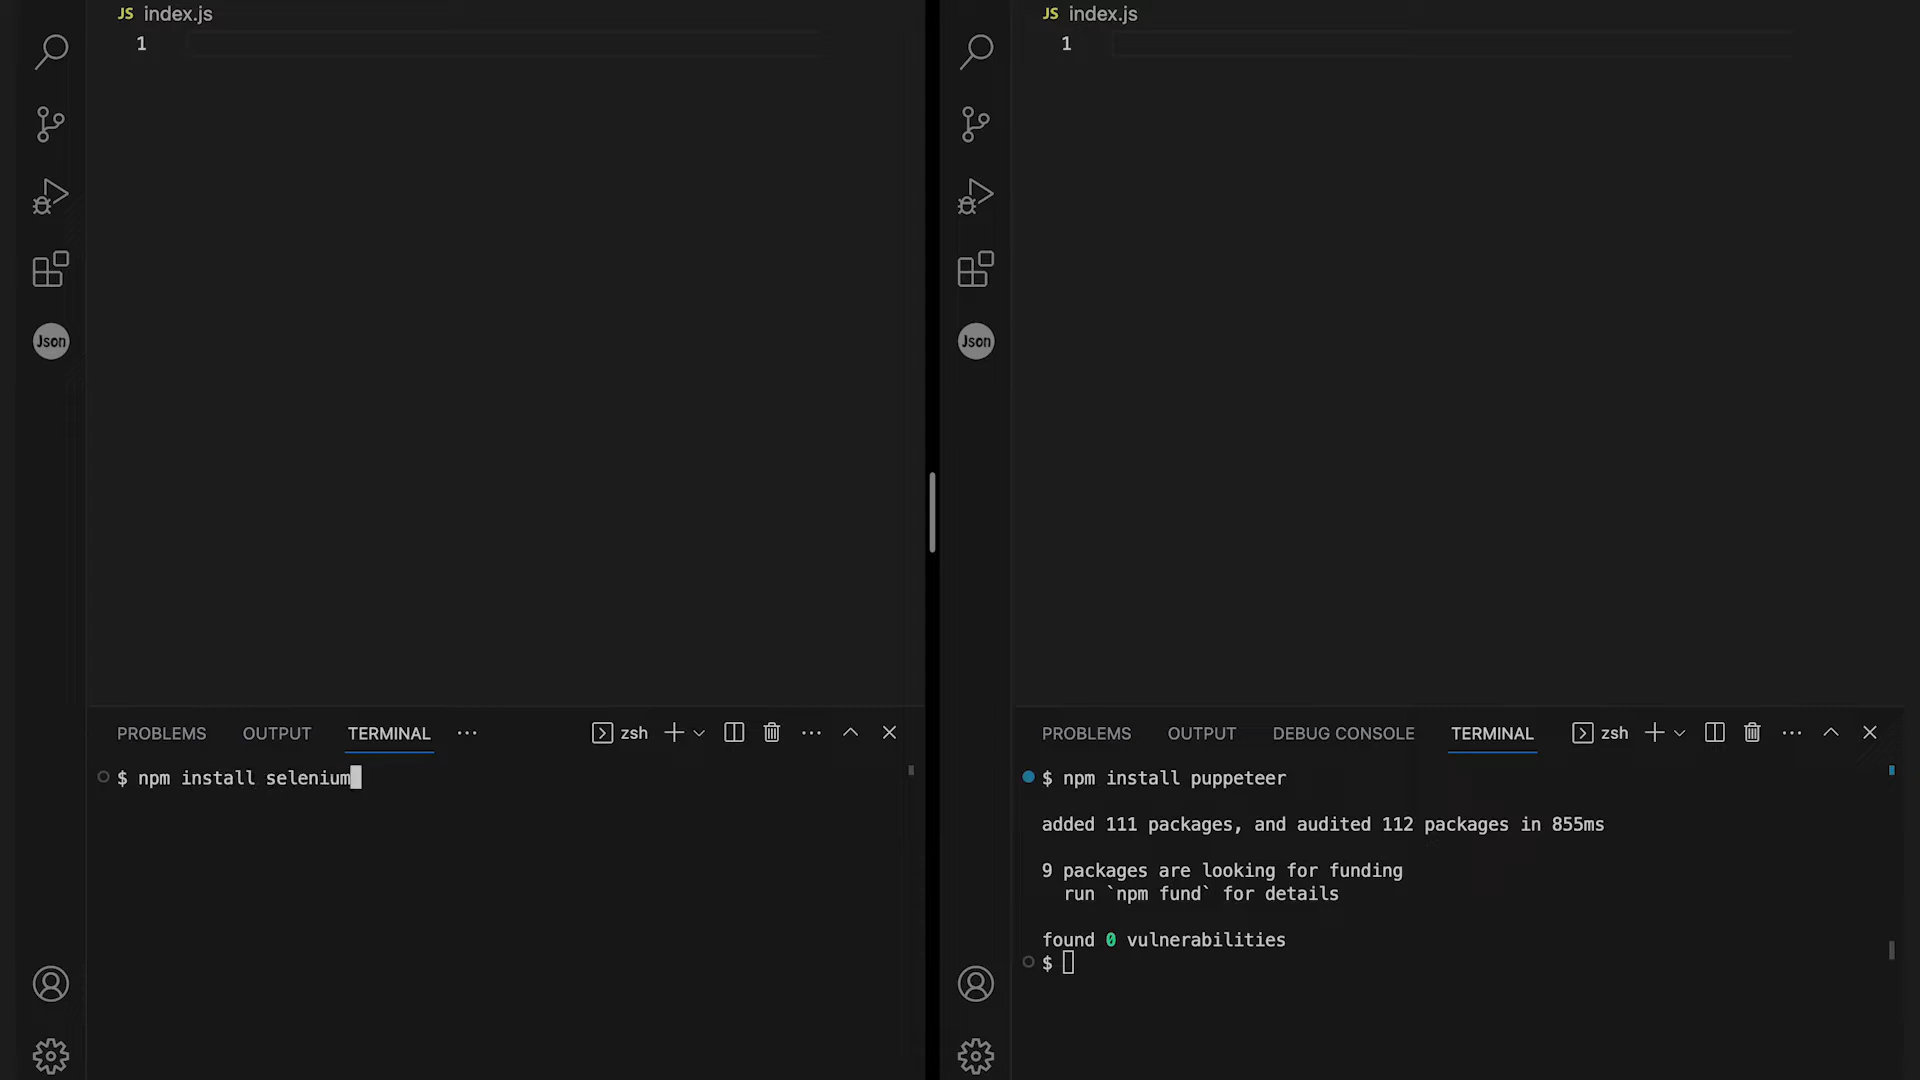 JS index.js
1
Json
PROBLEMS OUTPUT TERMINAL ··· zsh
$ npm install selenium
JS index.js
1
Json
PROBLEMS OUTPUT DEBUG CONSOLE TERMINAL zsh
$ npm install puppeteer
added 111 packages, and audited 112 packages in 855ms
9 packages are looking for funding
run `npm fund` for details
found 0 vulnerabilities
$